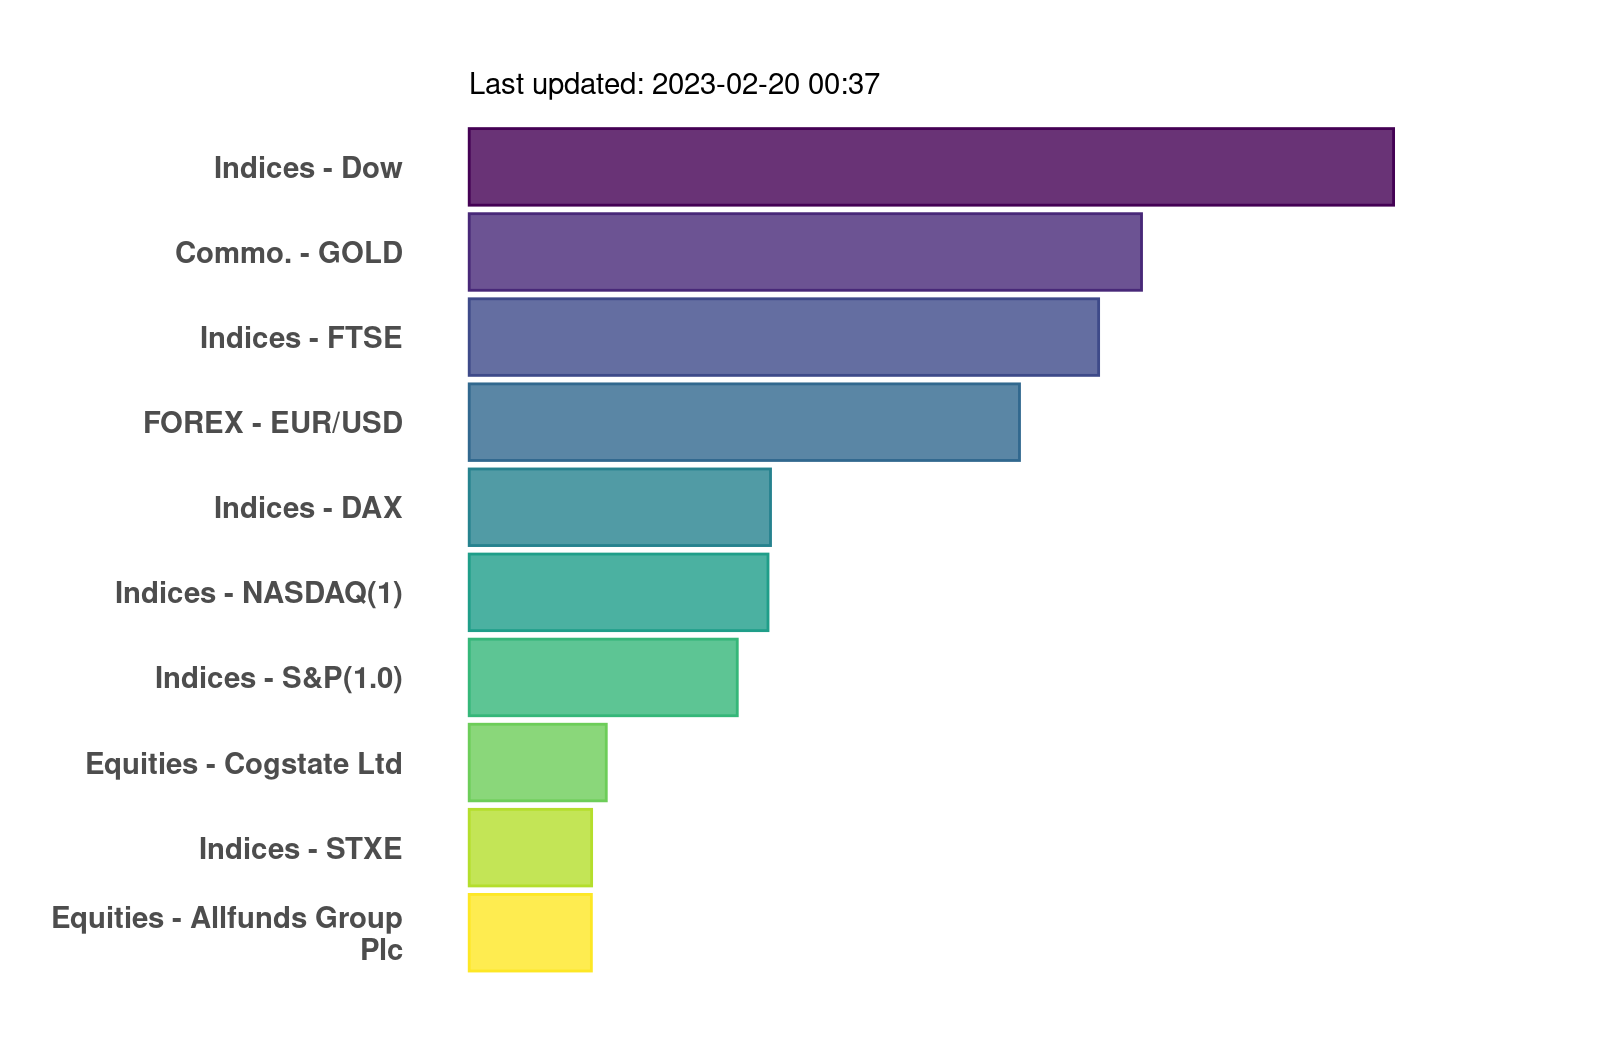 Last updated: 2023-02-20 00:37
Indices - Dow
Commo. - GOLD
Indices - FTSE
FOREX - EUR/USD
Indices - DAX
Indices - NASDAQ(1)
Indices - S&P(1.0)
Equities - Cogstate Ltd
Indices - STXE
Equities - Allfunds Group
Plc